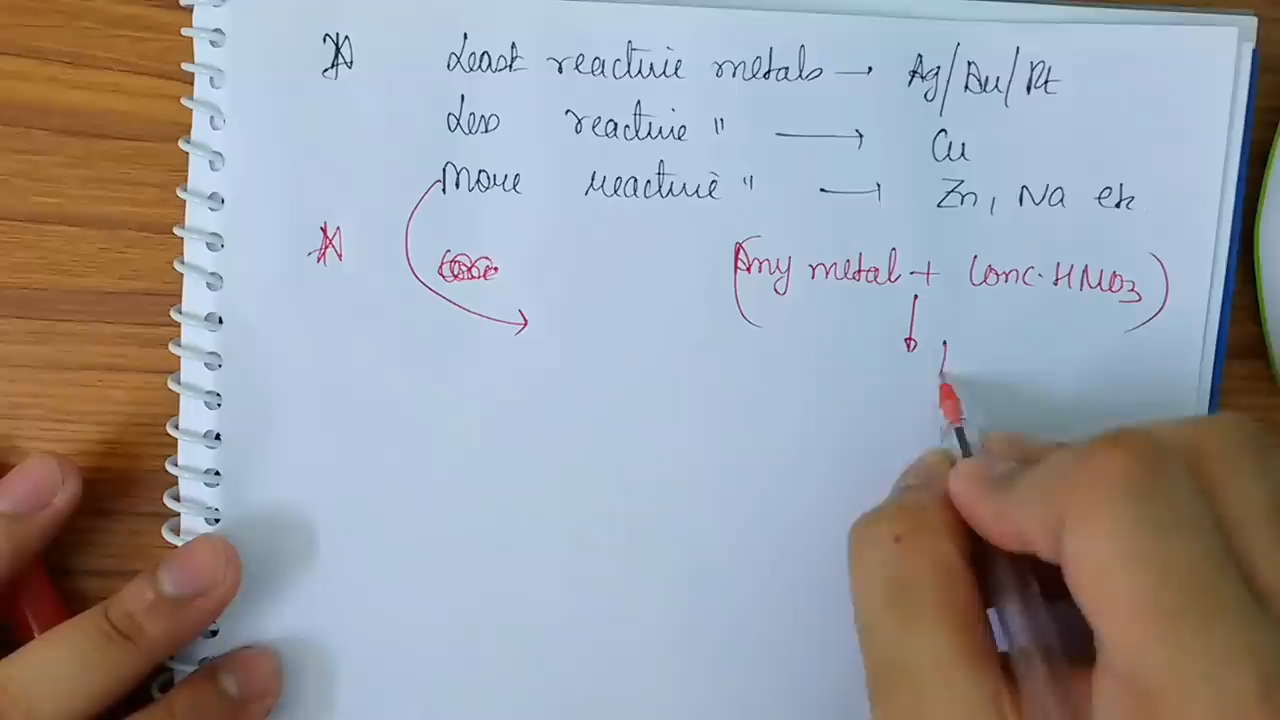 Least reactive metals → Ag/Au/Pt
Less reactive " → Cu
More reactive " → Zn, Na etc
(Any metal + Conc. HNO3)